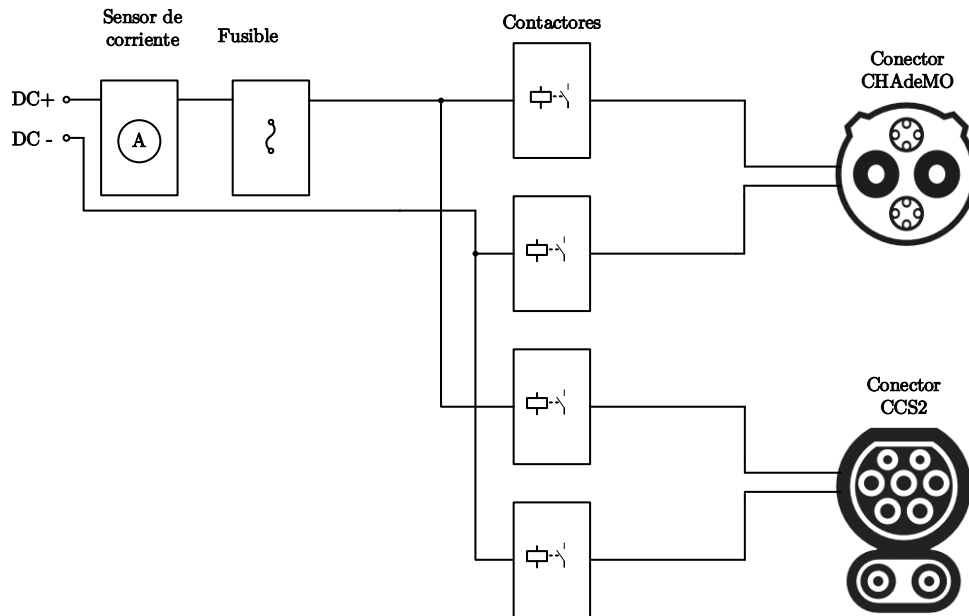 Sensor de
corriente
Fusible
Contactores
Conector
CHAdeMO
DC+
DC -
A
Conector
CCS2